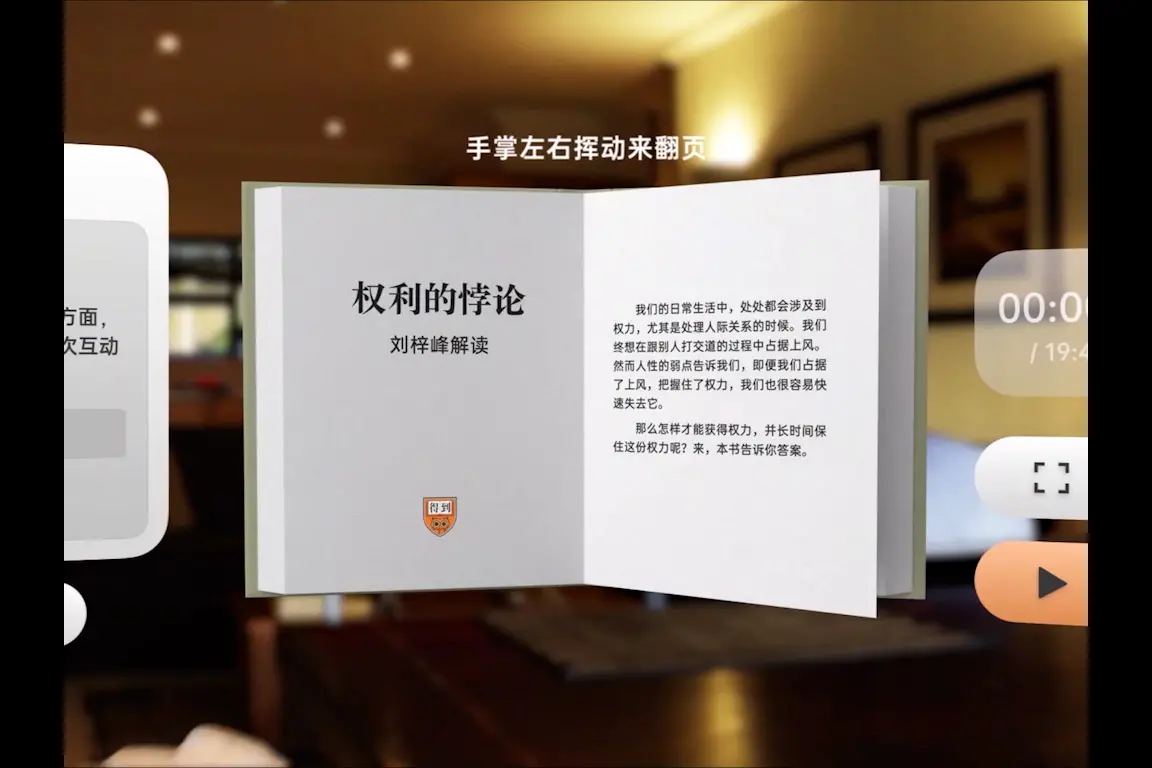 手掌左右挥动来翻页
方面，
次互动
权利的悖论
刘梓峰解读
得到
我们的日常生活中，处处都会涉及到
权力，尤其是处理人际关系的时候。我们
终想在跟别人打交道的过程中占据上风。
然而人性的弱点告诉我们，即便我们占据
了上风，把握住了权力，我们也很容易快
速失去它。
那么怎样才能获得权力，并长时间保
住这份权力呢？来，本书告诉你答案。
00:0
/ 19:4